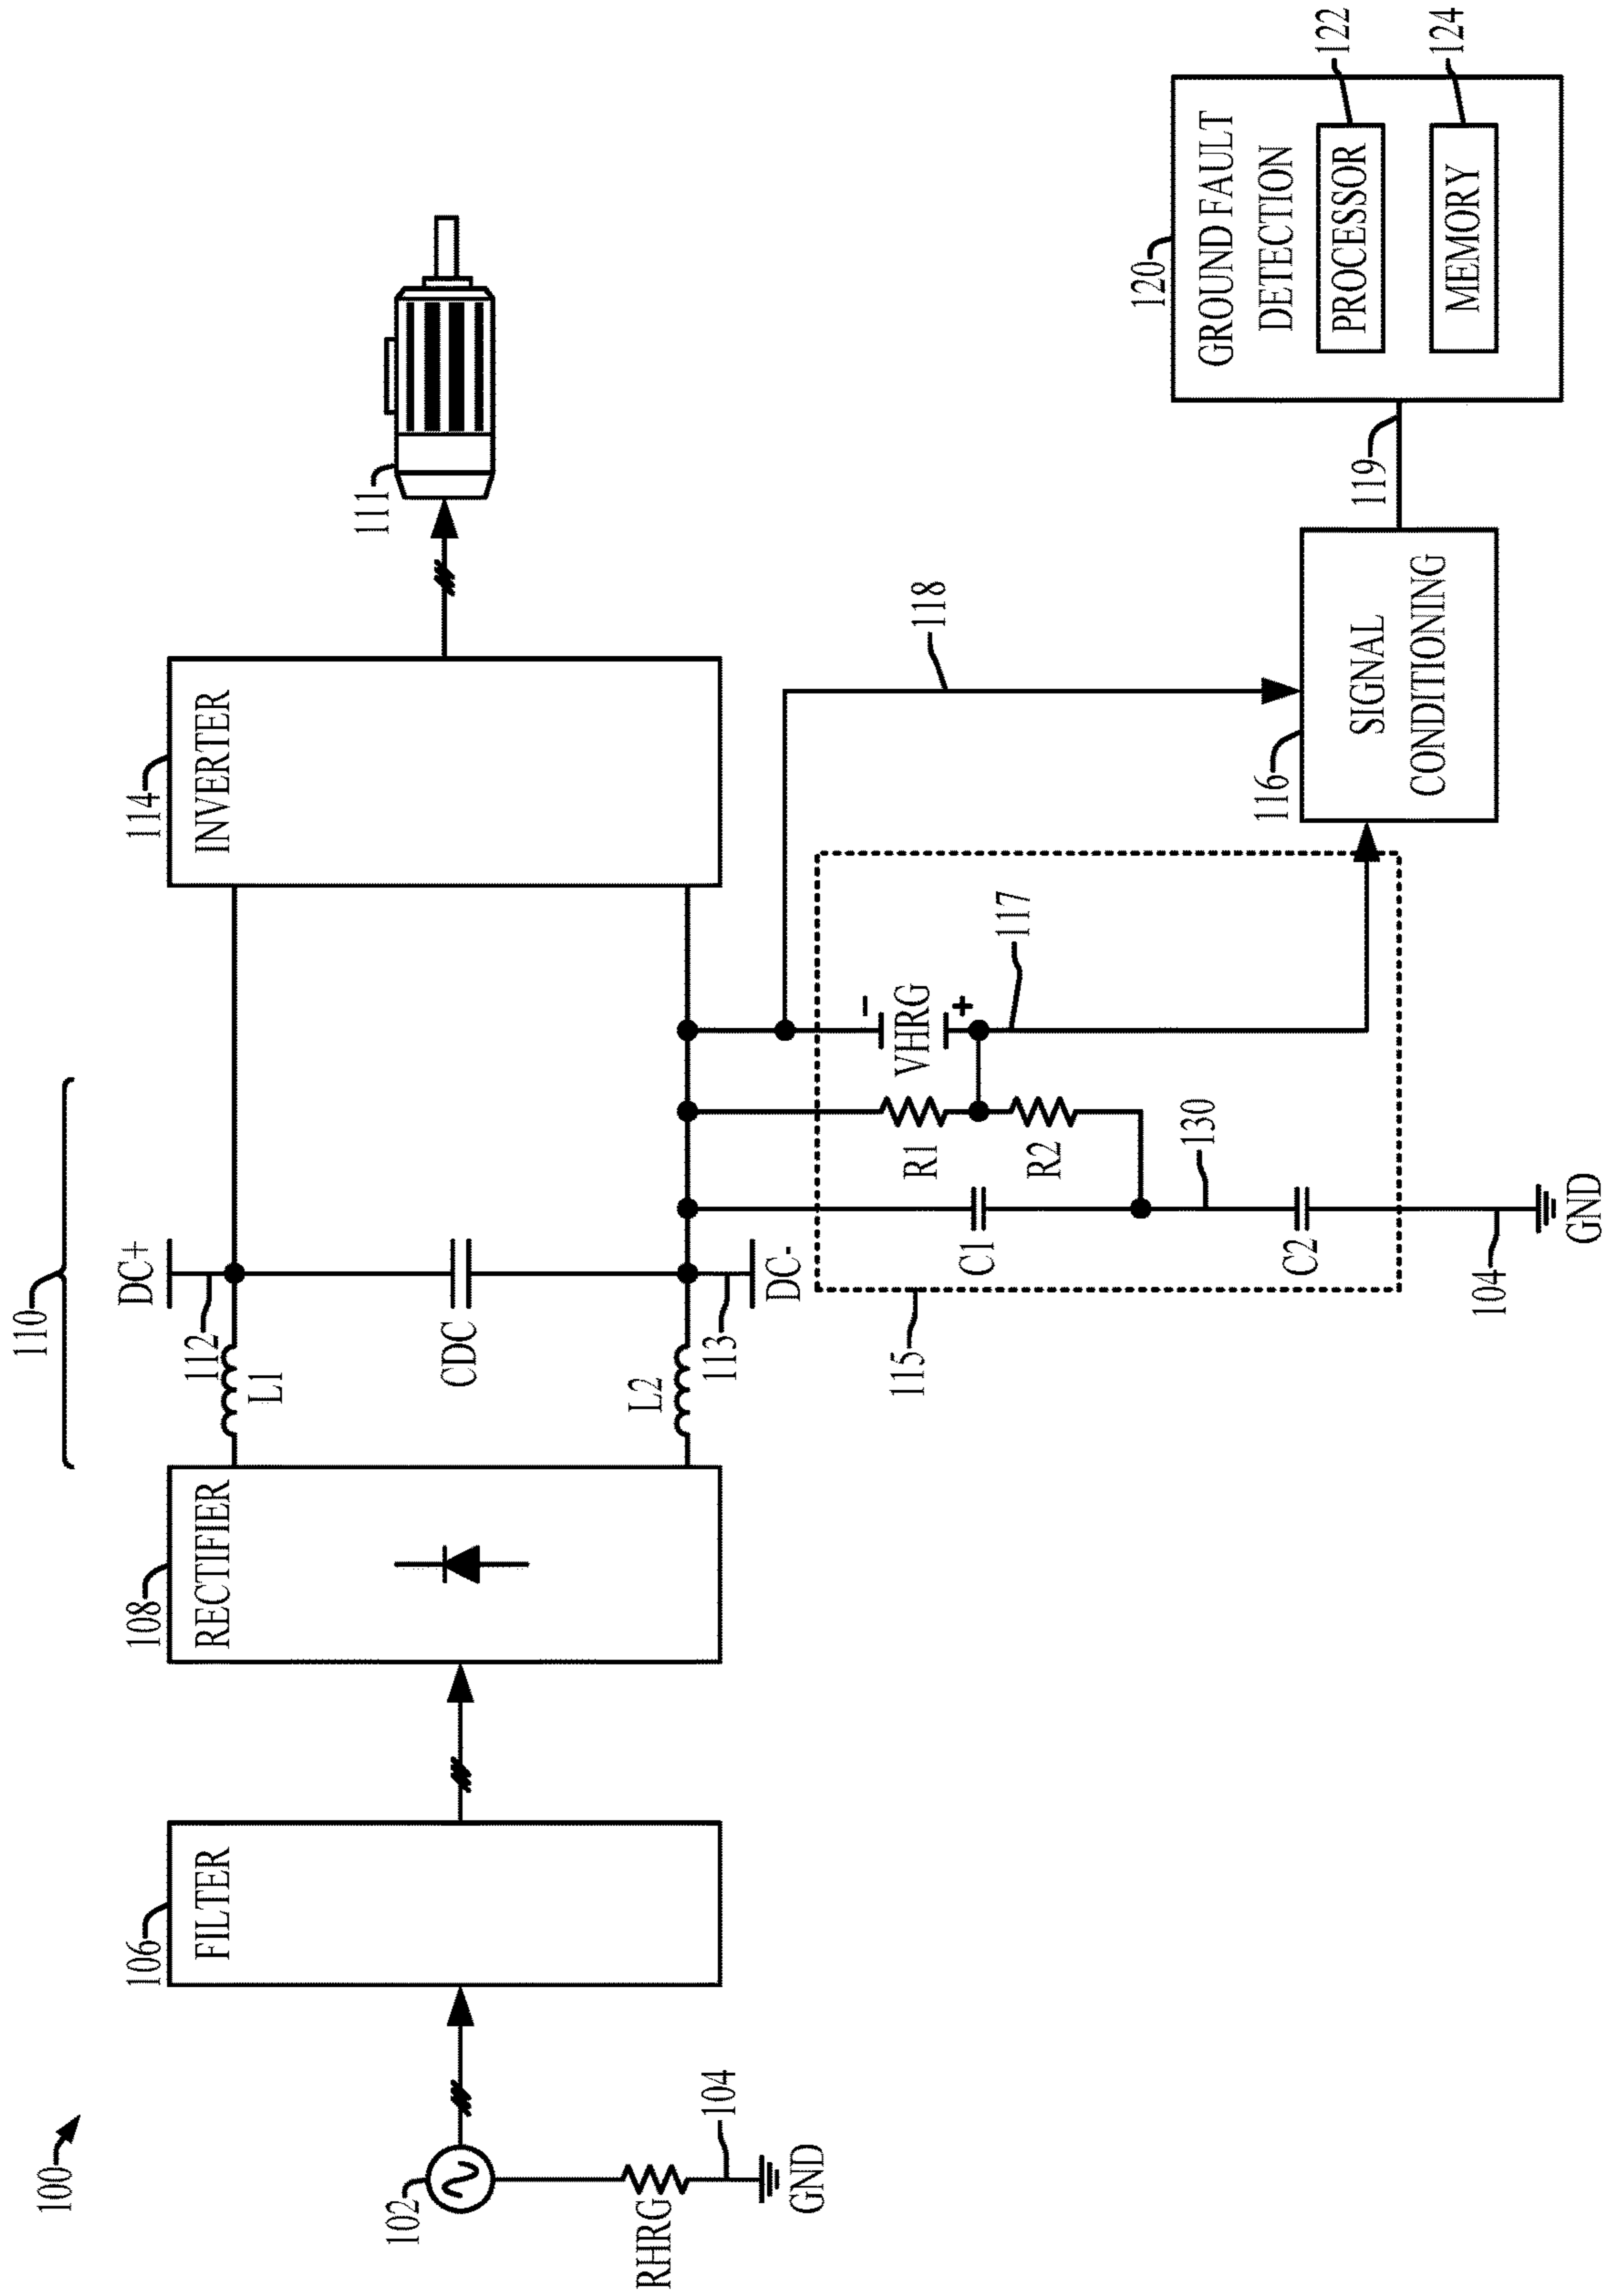 100
110
106
FILTER
108
RECTIFIER
112
DC+
L1
CDC
L2
113
DC-
114
INVERTER
111
102
RHRG
104
GND
115
C1
C2
R1
R2
130
104
GND
-
VHRG
+
117
118
116
SIGNAL
CONDITIONING
119
120
GROUND FAULT
DETECTION
PROCESSOR
122
MEMORY
124